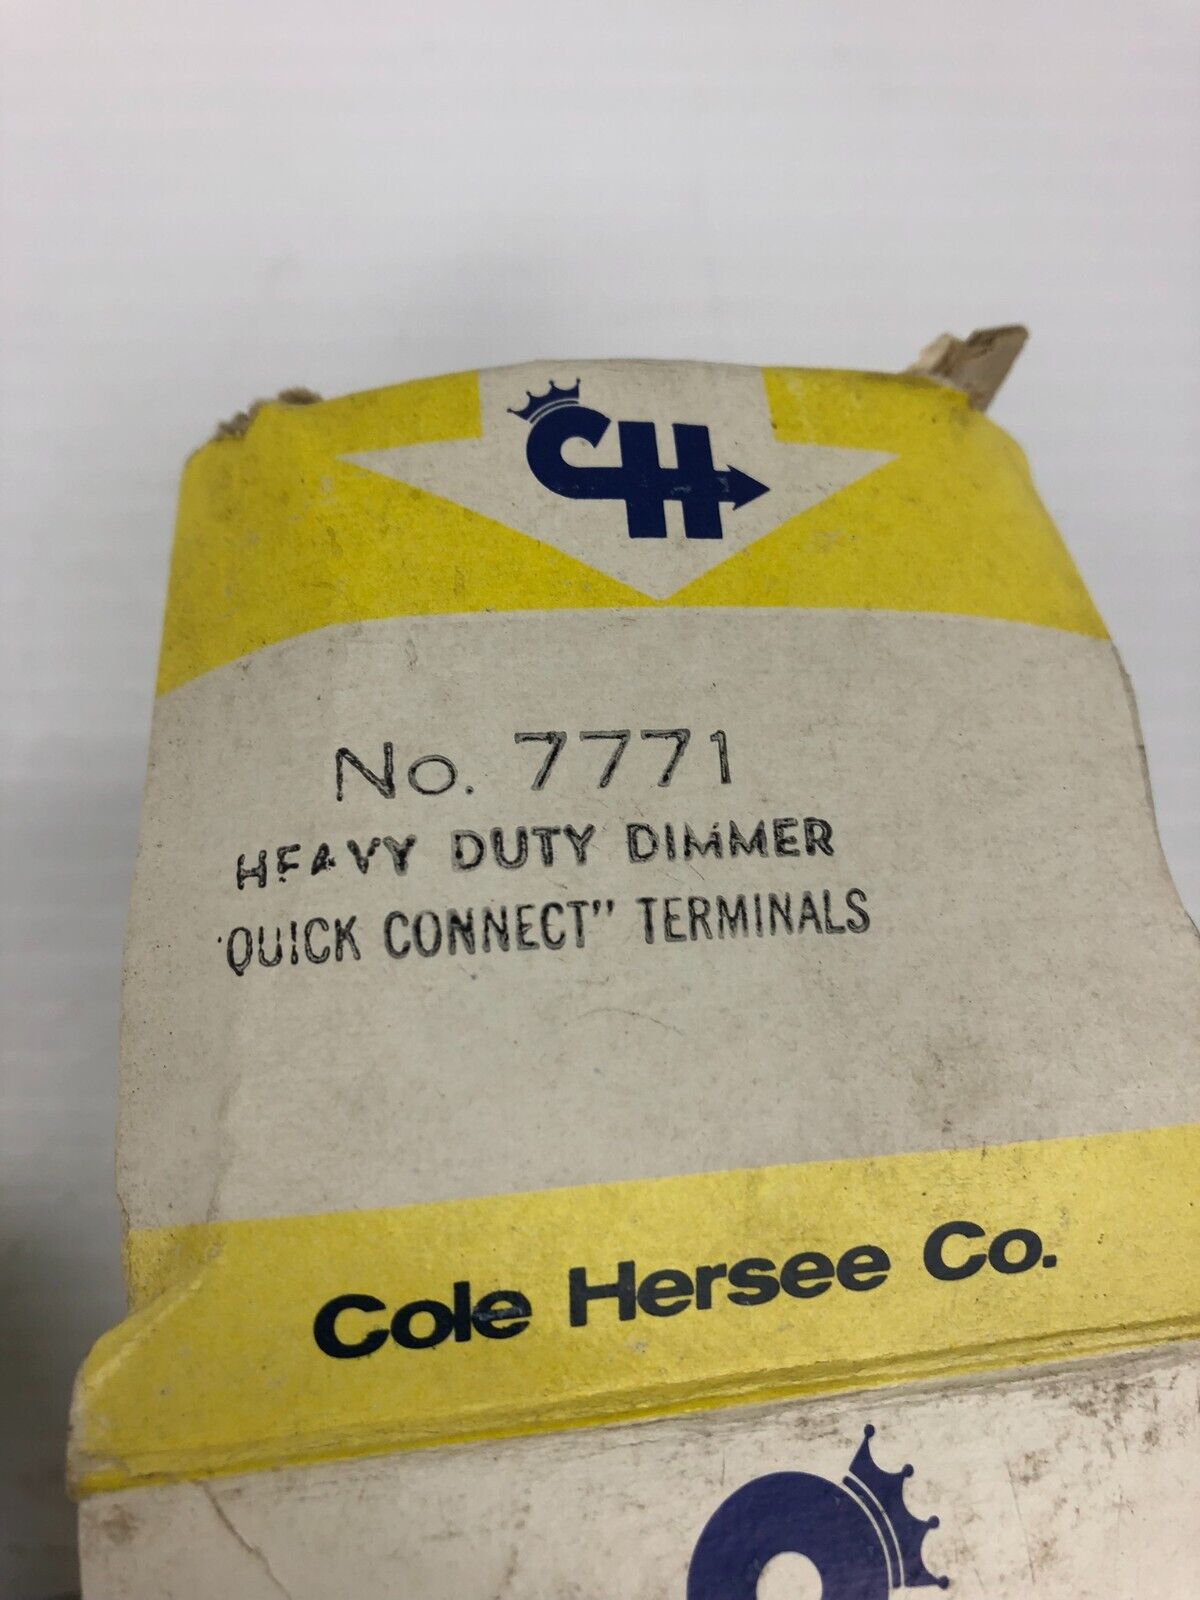 CH
No. 7771
HEAVY DUTY DIMMER
"QUICK CONNECT" TERMINALS
Cole Hersee Co.